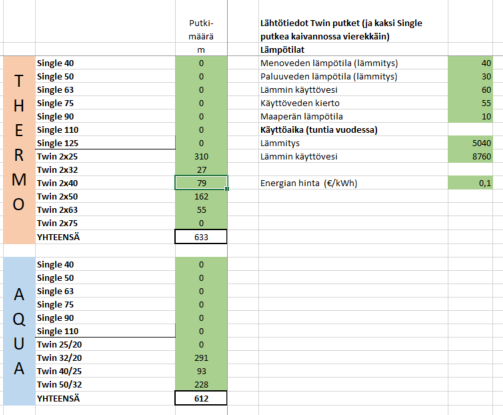 Putki- Lähtötiedot Twin putket (ja kaksi Single
määrä putkea kaivannossa vierekkäin)
m Lämpötilat
THERMO
Single 40 0 Menoveden lämpötila (lämmitys) 40
Single 50 0 Paluuveden lämpötila (lämmitys) 30
Single 63 0 Lämmin käyttövesi 60
Single 75 0 Käyttöveden kierto 55
Single 90 0 Maaperän lämpötila 10
Single 110 0 Käyttöaika (tuntia vuodessa)
Single 125 0 Lämmitys 5040
Twin 2x25 310 Lämmin käyttövesi 8760
Twin 2x32 27
Twin 2x40 79 Energian hinta (€/kWh) 0,1
Twin 2x50 162
Twin 2x63 55
Twin 2x75 0
YHTEENSÄ 633
AQUA
Single 40 0
Single 50 0
Single 63 0
Single 75 0
Single 90 0
Single 110 0
Twin 25/20 0
Twin 32/20 291
Twin 40/25 93
Twin 50/32 228
YHTEENSÄ 612